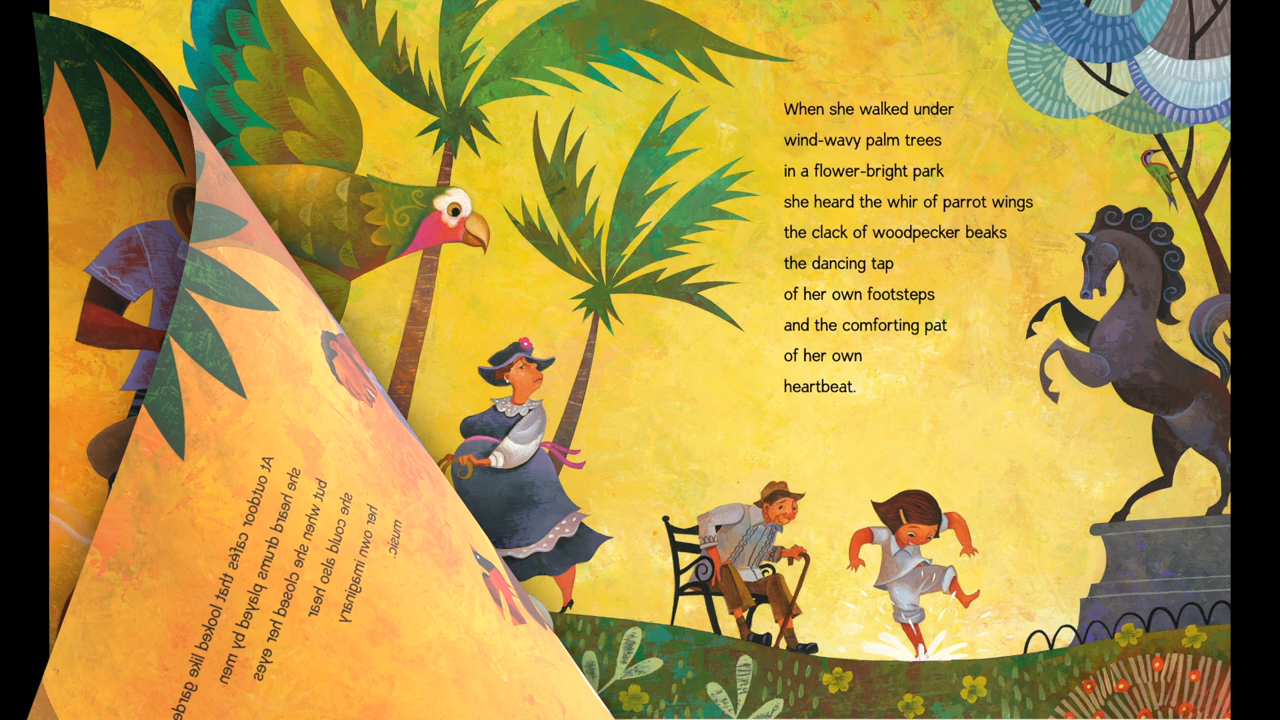 When she walked under
wind-wavy palm trees
in a flower-bright park
she heard the whir of parrot wings
the clack of woodpecker beaks
the dancing tap
of her own footsteps
and the comforting pat
of her own
heartbeat.
At outdoor cafés that looked like
she heard drums played by men
but when she closed her eyes
she could also hear
her own imaginary
music.